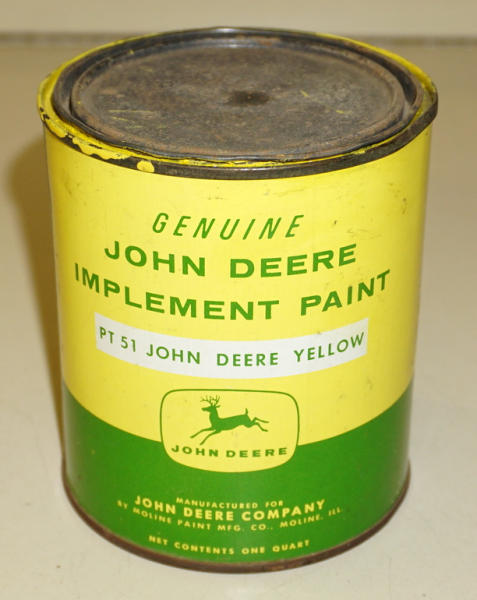 GENUINE
JOHN DEERE
IMPLEMENT PAINT
PT 51 JOHN DEERE YELLOW
JOHN DEERE
MANUFACTURED FOR
JOHN DEERE COMPANY
BY MOLINE PAINT MFG. CO., MOLINE, ILL.
NET CONTENTS ONE QUART